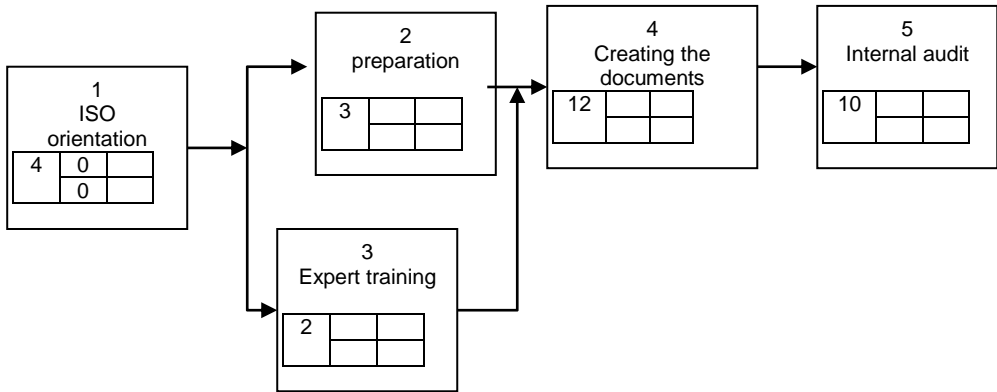 1
ISO
orientation
4 0
0
2
preparation
3
3
Expert training
2
4
Creating the
documents
12
5
Internal audit
10